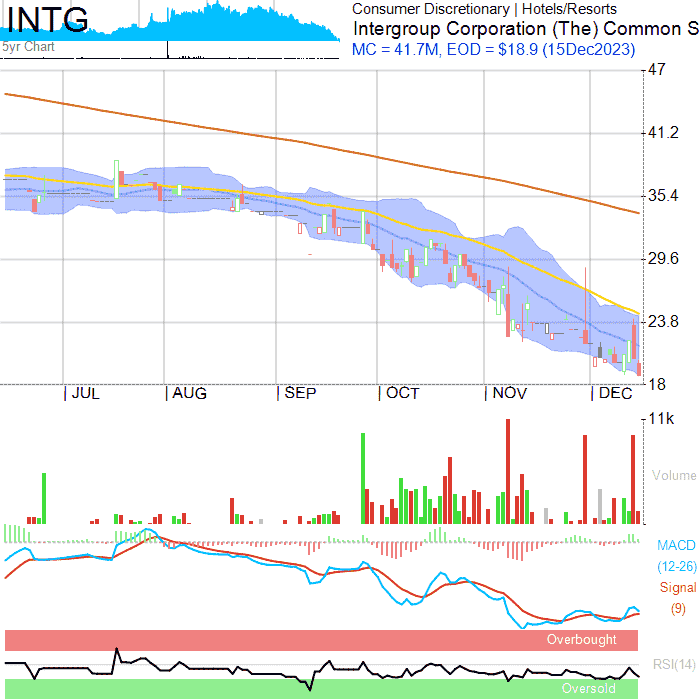 INTG
5yr Chart
Consumer Discretionary | Hotels/Resorts
Intergroup Corporation (The) Common S
MC = 41.7M, EOD = $18.9 (15Dec2023)
47
41.2
35.4
29.6
23.8
18
JUL AUG SEP OCT NOV DEC
11k
Volume
MACD
(12-26)
Signal
(9)
Overbought
RSI(14)
Oversold